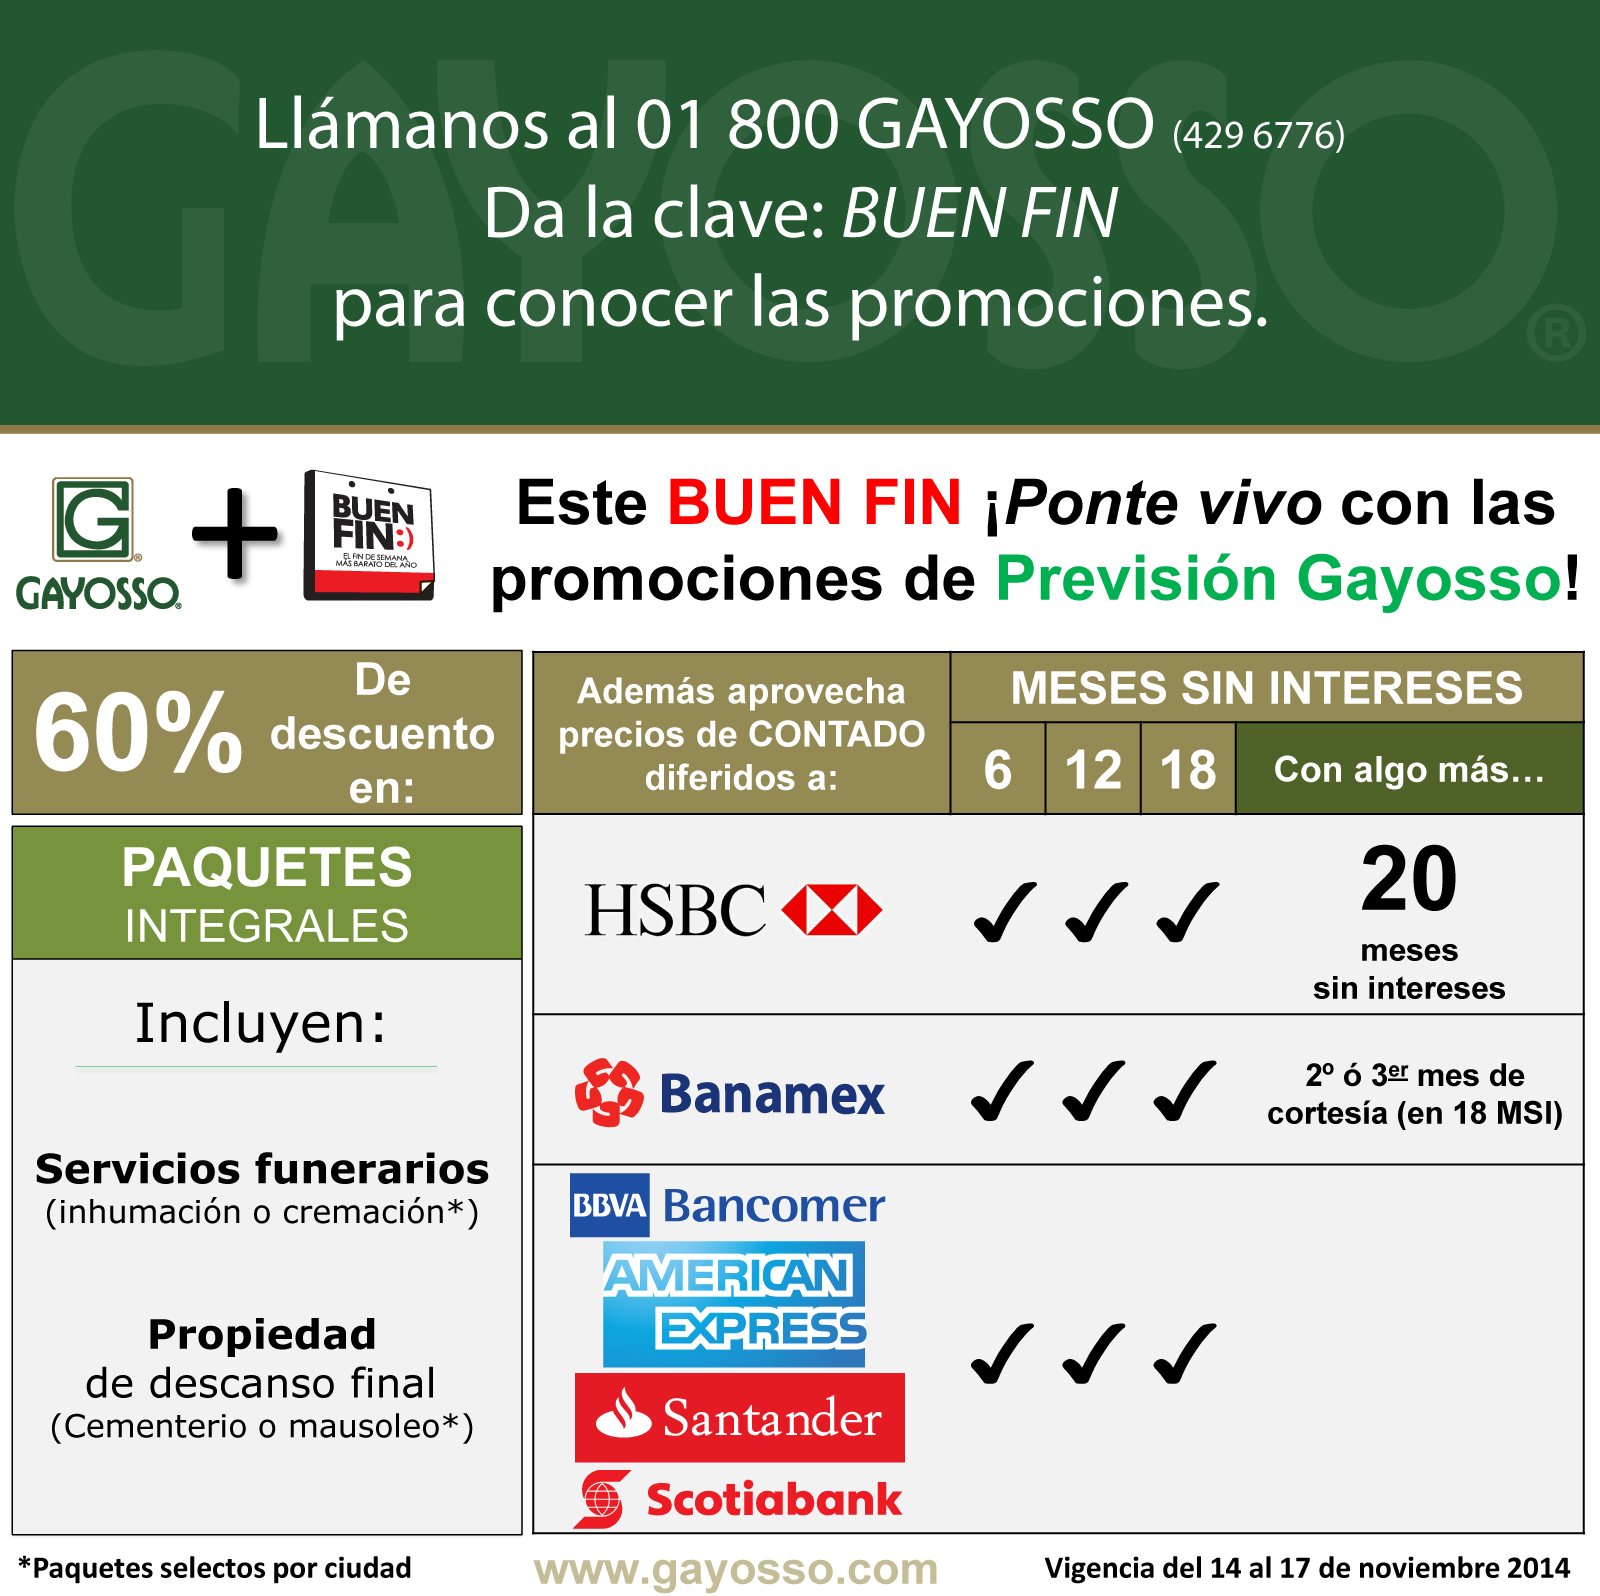 GAYOSSO®
Llámanos al 01 800 GAYOSSO (429 6776)
Da la clave: BUEN FIN
para conocer las promociones.
G®
GAYOSSO®
+
BUEN
FIN:)
EL FIN DE SEMANA
MÁS BARATO DEL AÑO
Este BUEN FIN ¡Ponte vivo con las
promociones de Previsión Gayosso!
60%
De
descuento
en:
PAQUETES
INTEGRALES
Incluyen:
Servicios funerarios
(inhumación o cremación*)
Propiedad
de descanso final
(Cementerio o mausoleo*)
Además aprovecha
precios de CONTADO
diferidos a:
MESES SIN INTERESES
6 12 18 Con algo más...
HSBC ✓ ✓ ✓
20
meses
sin intereses
Banamex ✓ ✓ ✓
2º ó 3er mes de
cortesía (en 18 MSI)
BBVA Bancomer
AMERICAN
EXPRESS
✓ ✓ ✓
Santander
Scotiabank
*Paquetes selectos por ciudad
www.gayosso.com
Vigencia del 14 al 17 de noviembre 2014